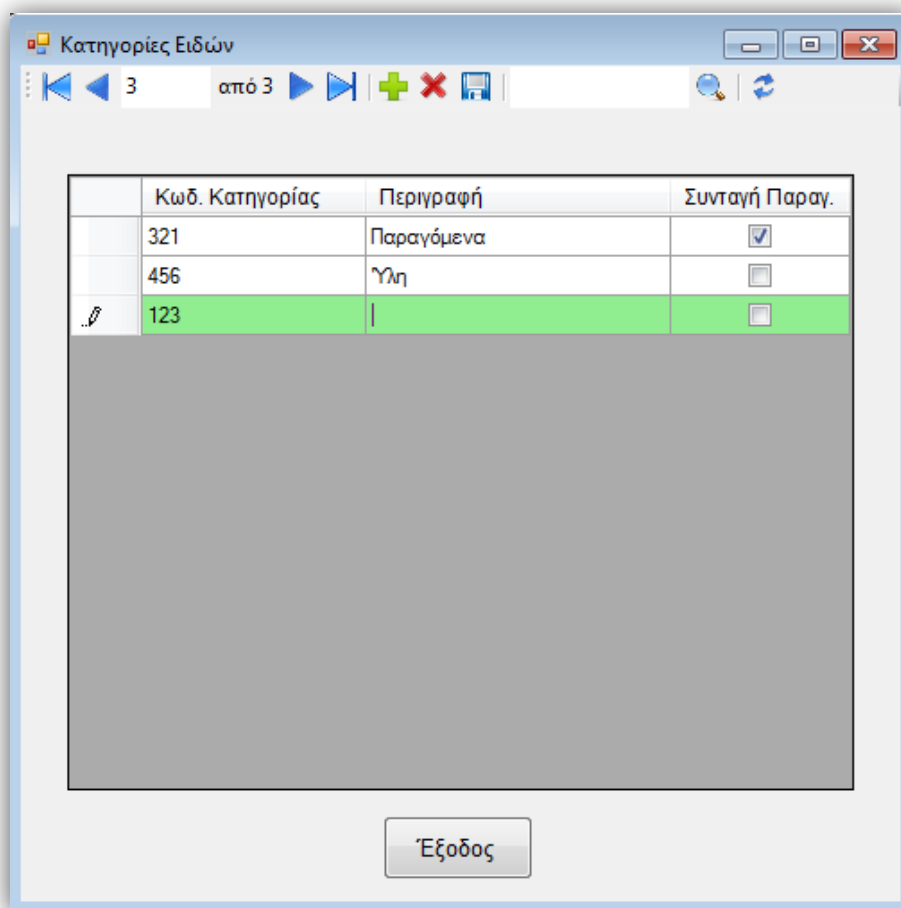 Κατηγορίες Ειδών
3 από 3
Κωδ. Κατηγορίας Περιγραφή Συνταγή Παραγ.
321 Παραγόμενα
456 Ύλη
123
Έξοδος